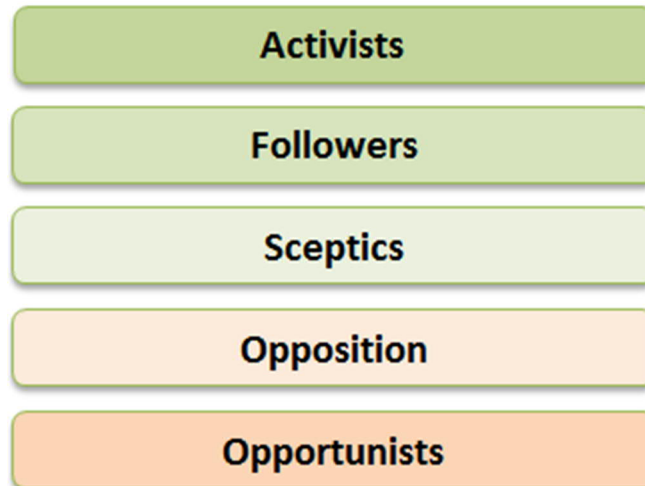 Activists
Followers
Sceptics
Opposition
Opportunists